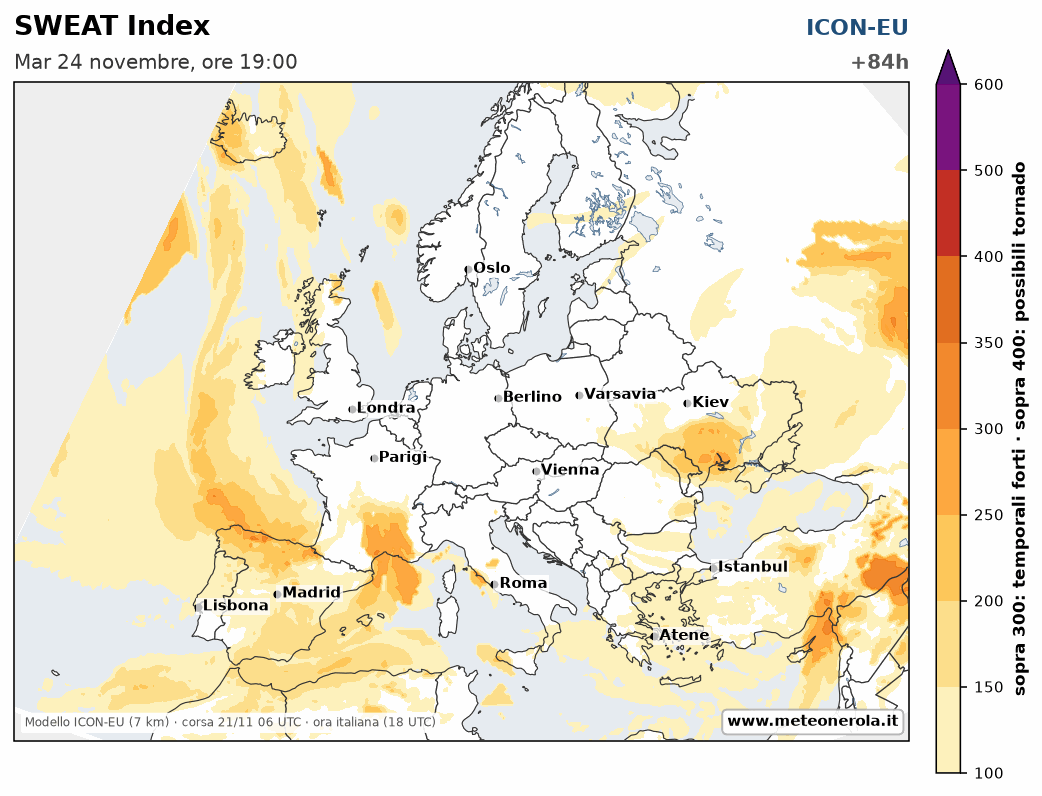 SWEAT Index
ICON-EU
Mar 24 novembre, ore 19:00
+84h
600
500
400
350
300
250
200
150
100
sopra 300: temporali forti · sopra 400: possibili tornado
Oslo
Londra
Berlino
Varsavia
Kiev
Parigi
Vienna
Istanbul
Roma
Madrid
Lisbona
Atene
Modello ICON-EU (7 km) · corsa 21/11 06 UTC · ora italiana (18 UTC)
www.meteonerola.it